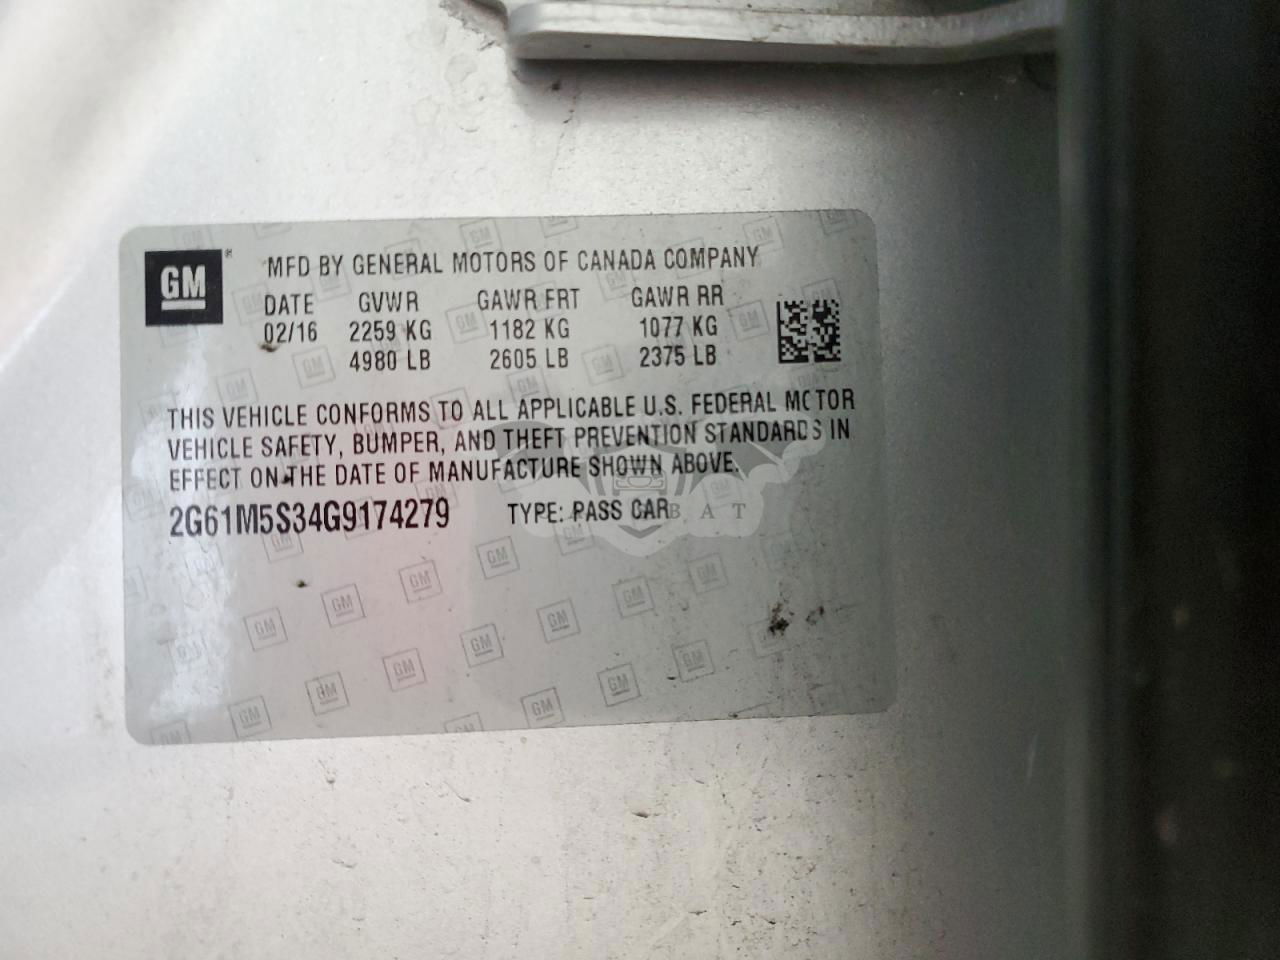 GM ®
MFD BY GENERAL MOTORS OF CANADA COMPANY
DATE GVWR GAWR FRT GAWR RR
02/16 2259 KG 1182 KG 1077 KG
4980 LB 2605 LB 2375 LB
THIS VEHICLE CONFORMS TO ALL APPLICABLE U.S. FEDERAL MOTOR
VEHICLE SAFETY, BUMPER, AND THEFT PREVENTION STANDARDS IN
EFFECT ON THE DATE OF MANUFACTURE SHOWN ABOVE.
2G61M5S34G9174279 TYPE: PASS CAR